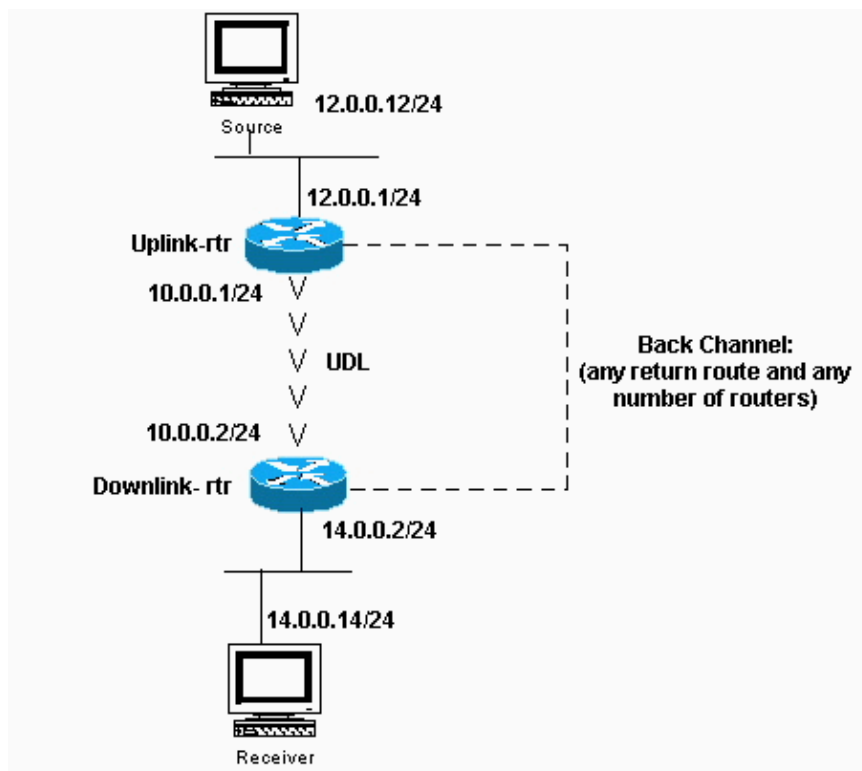 12.0.0.12/24
Source
12.0.0.1/24
Uplink-rtr
10.0.0.1/24
UDL
Back Channel:
(any return route and any
number of routers)
10.0.0.2/24
Downlink- rtr
14.0.0.2/24
14.0.0.14/24
Receiver